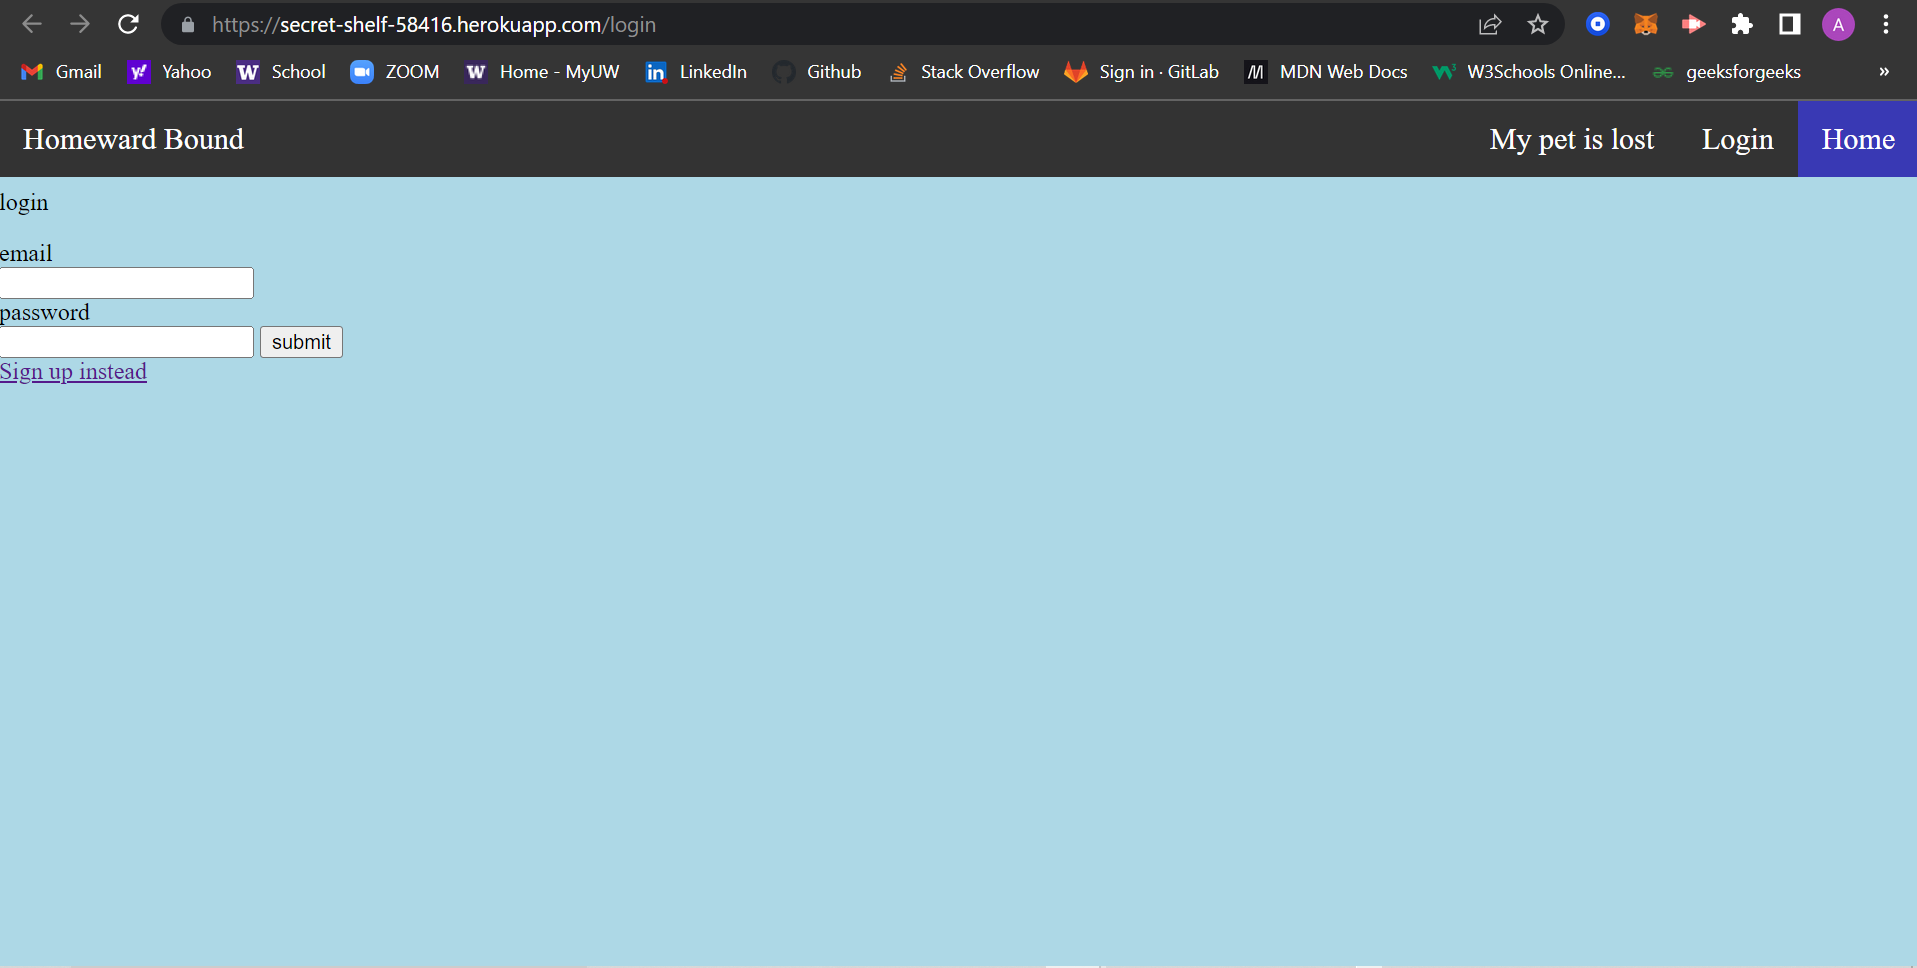 https://secret-shelf-58416.herokuapp.com/login A
Gmail Yahoo School ZOOM Home - MyUW LinkedIn Github Stack Overflow Sign in · GitLab MDN Web Docs W3Schools Online... geeksforgeeks »
Homeward Bound My pet is lost Login Home
login
email
password
submit
Sign up instead